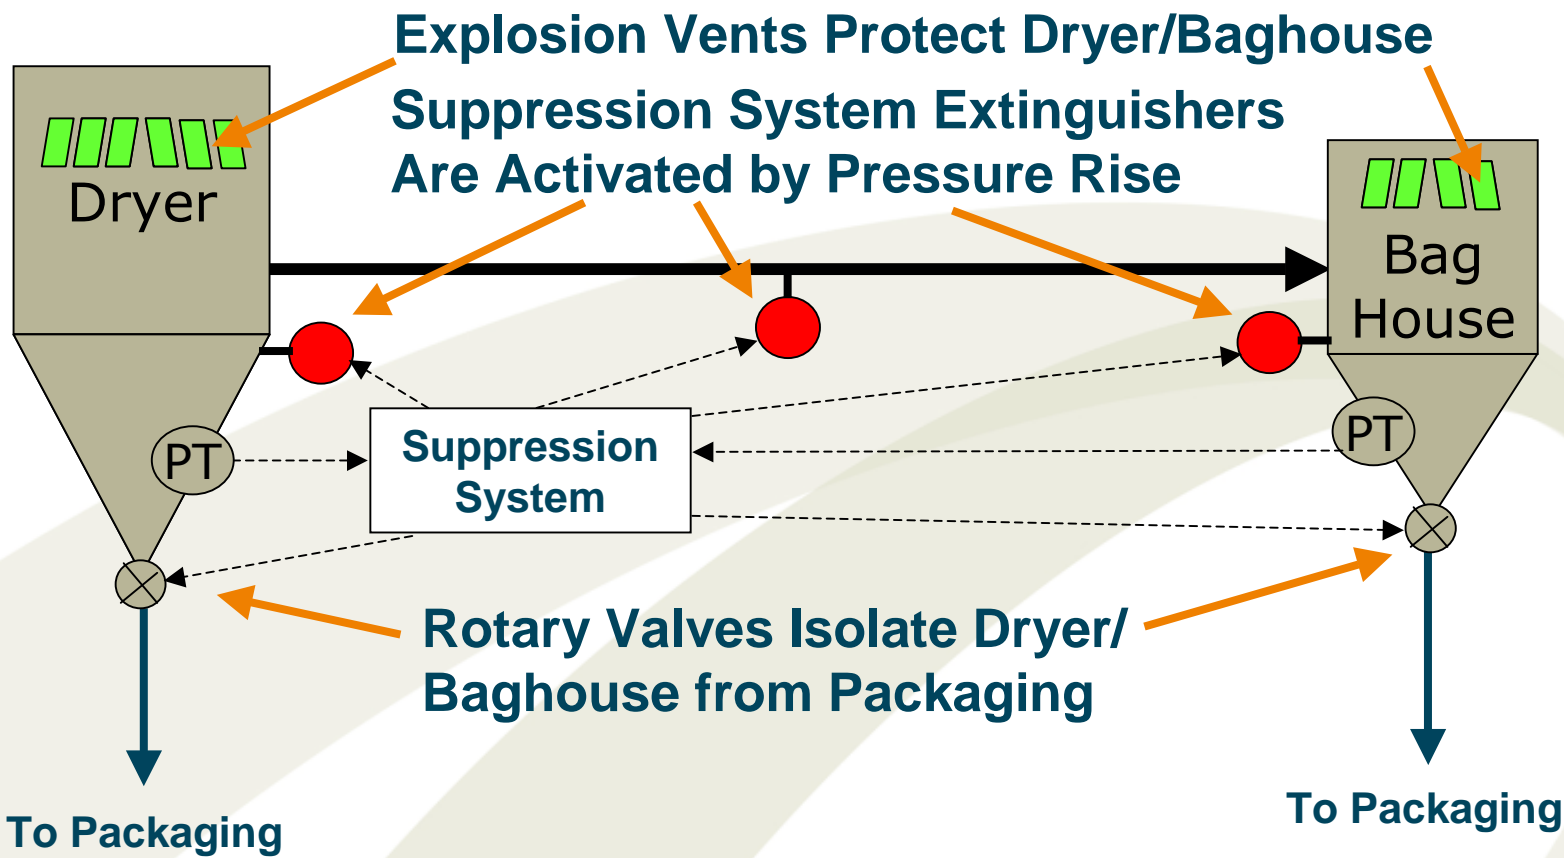 Explosion Vents Protect Dryer/Baghouse
Suppression System Extinguishers
Are Activated by Pressure Rise
Dryer
Bag
House
PT
Suppression
System
PT
Rotary Valves Isolate Dryer/
Baghouse from Packaging
To Packaging
To Packaging